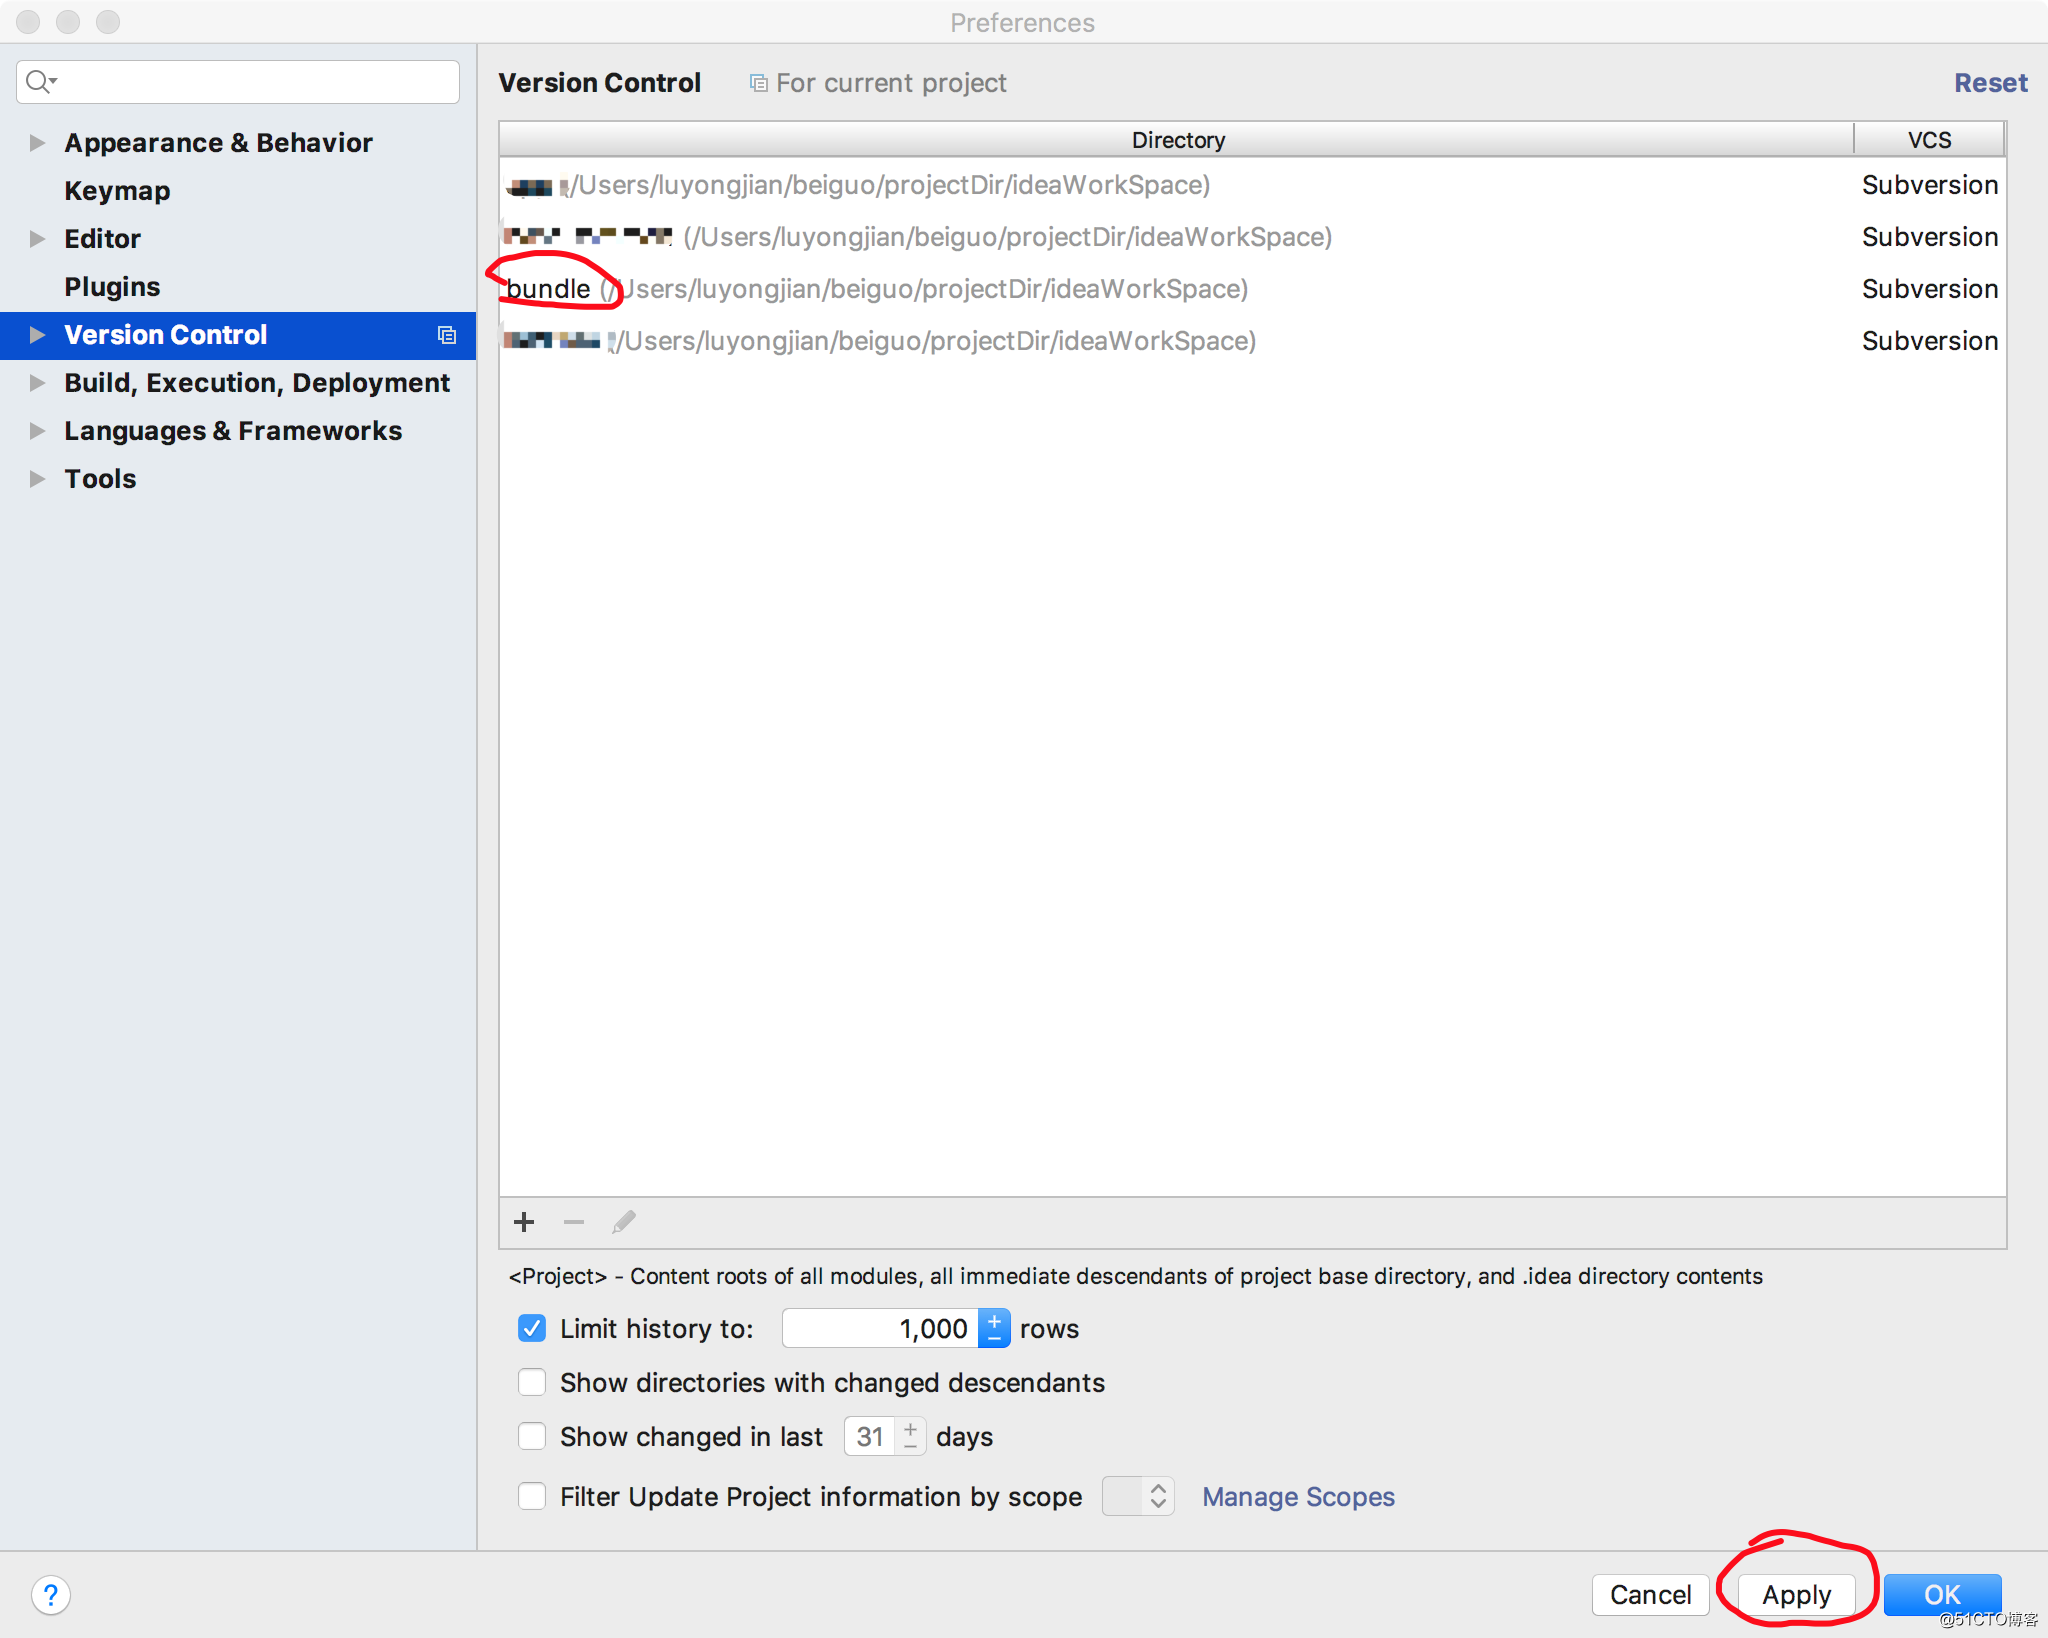 Preferences
Version Control For current project Reset
Appearance & Behavior
Keymap
Editor
Plugins
Version Control
Build, Execution, Deployment
Languages & Frameworks
Tools
Directory VCS
(/Users/luyongjian/beiguo/projectDir/ideaWorkSpace) Subversion
(/Users/luyongjian/beiguo/projectDir/ideaWorkSpace) Subversion
bundle (/Users/luyongjian/beiguo/projectDir/ideaWorkSpace) Subversion
(/Users/luyongjian/beiguo/projectDir/ideaWorkSpace) Subversion
<Project> - Content roots of all modules, all immediate descendants of project base directory, and .idea directory contents
Limit history to: 1,000 rows
Show directories with changed descendants
Show changed in last 31 days
Filter Update Project information by scope Manage Scopes
? Cancel Apply OK
@51CTO博客